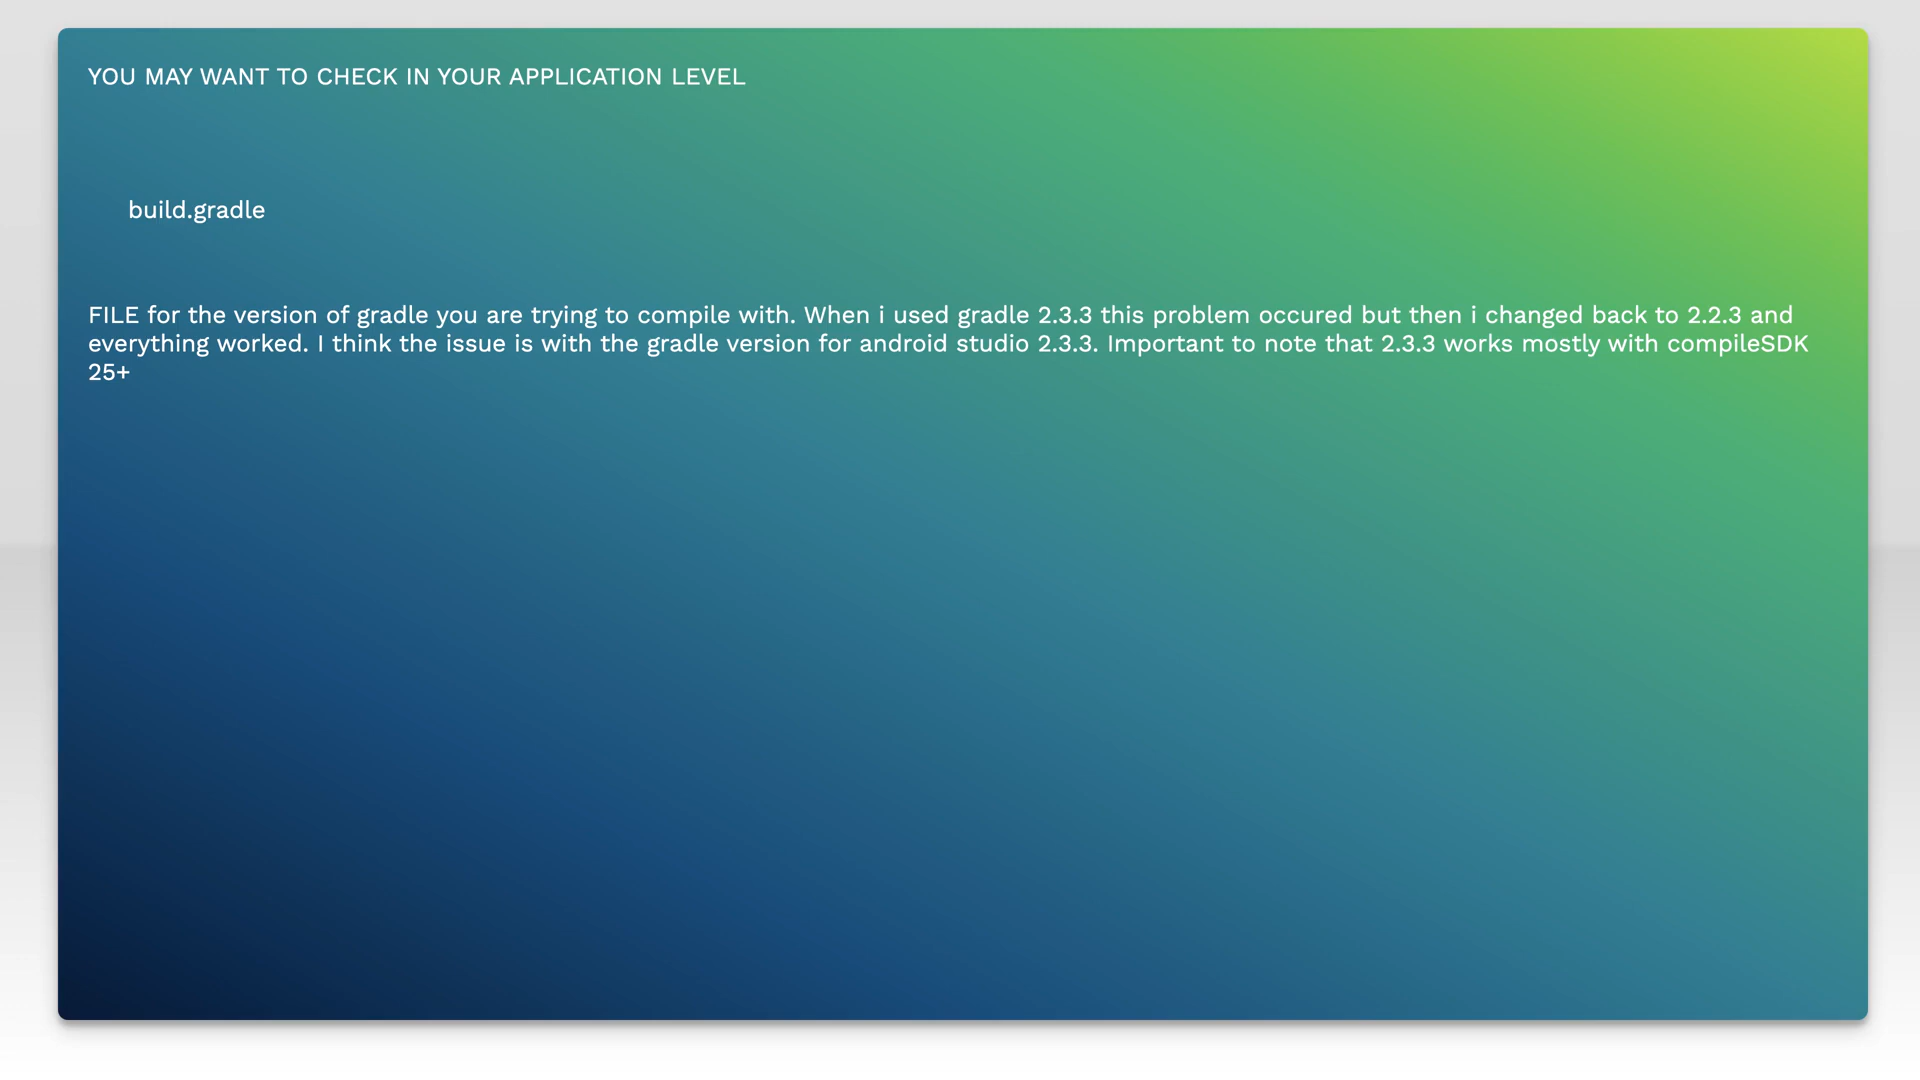 YOU MAY WANT TO CHECK IN YOUR APPLICATION LEVEL
build.gradle
FILE for the version of gradle you are trying to compile with. When i used gradle 2.3.3 this problem occured but then i changed back to 2.2.3 and
everything worked. I think the issue is with the gradle version for android studio 2.3.3. Important to note that 2.3.3 works mostly with compileSDK
25+